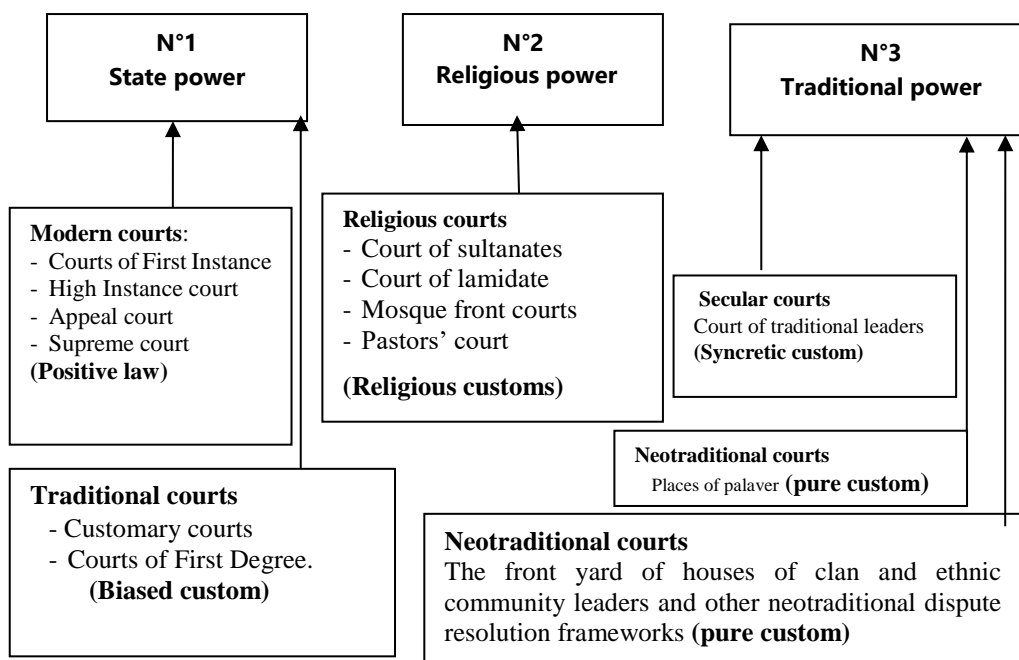 N°1
State power
N°2
Religious power
N°3
Traditional power
Modern courts:
- Courts of First Instance
- High Instance court
- Appeal court
- Supreme court
(Positive law)
Religious courts
- Court of sultanates
- Court of lamidate
- Mosque front courts
- Pastors’ court
(Religious customs)
Secular courts
Court of traditional leaders
(Syncretic custom)
Neotraditional courts
Places of palaver (pure custom)
Traditional courts
- Customary courts
- Courts of First Degree.
(Biased custom)
Neotraditional courts
The front yard of houses of clan and ethnic
community leaders and other neotraditional dispute
resolution frameworks (pure custom)